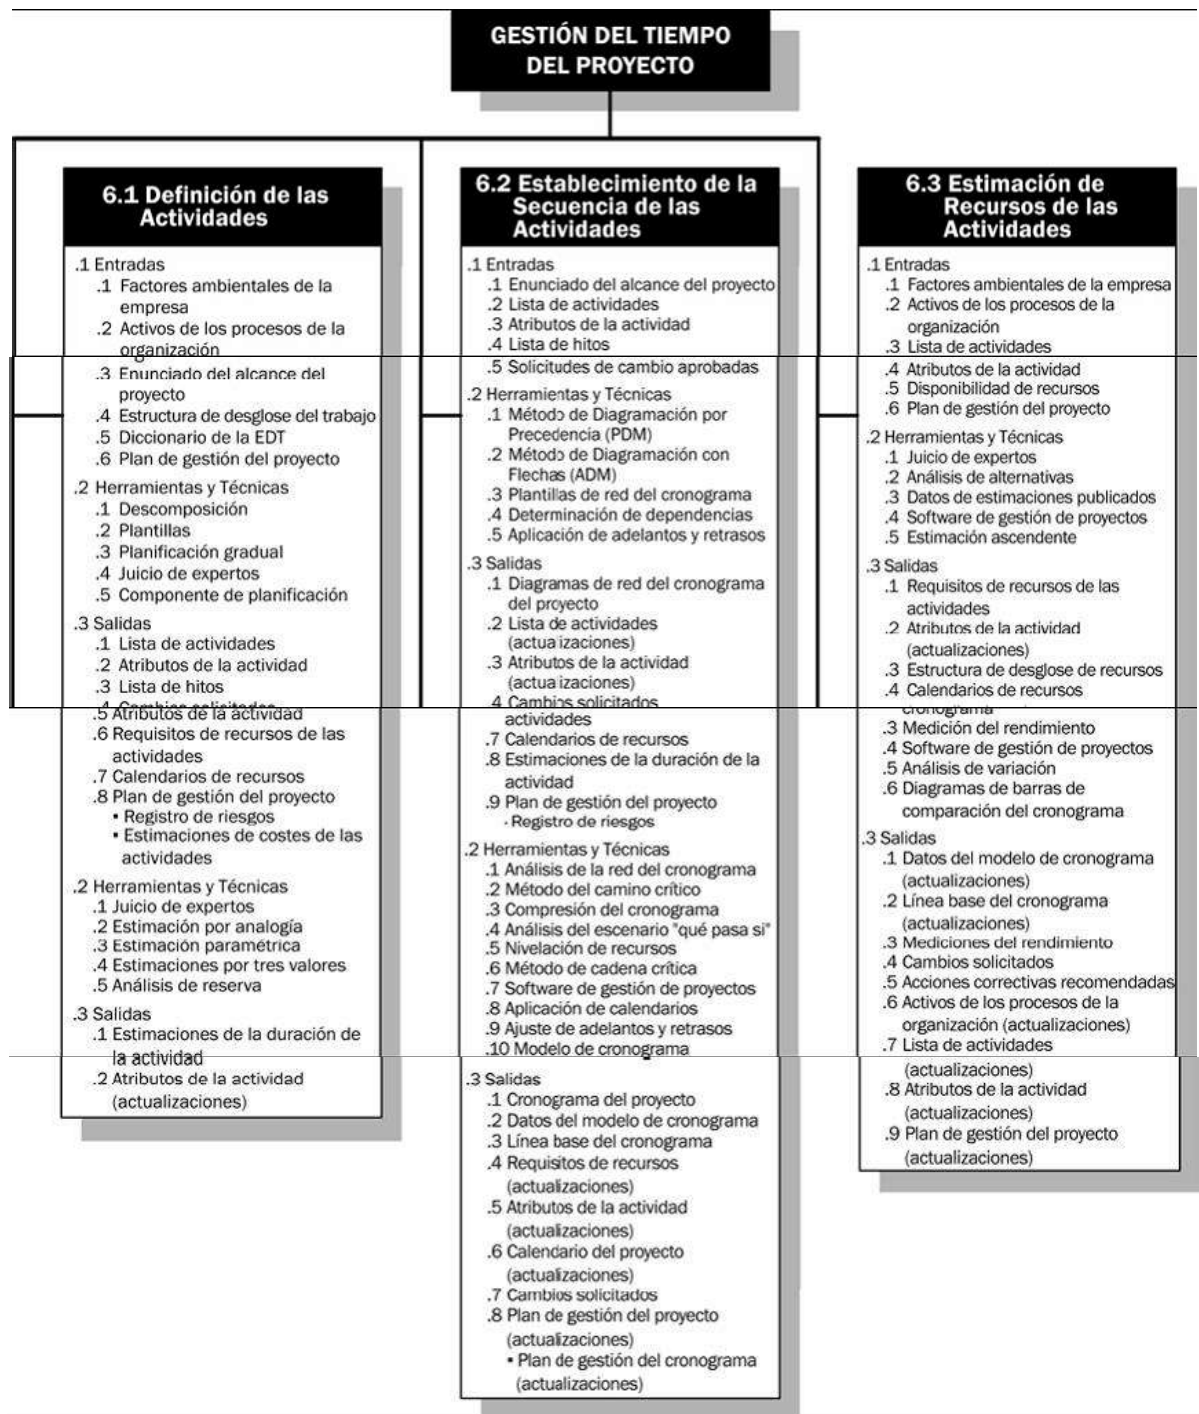 GESTIÓN DEL TIEMPO
DEL PROYECTO
6.1 Definición de las
Actividades
.1 Entradas
.1 Factores ambientales de la
empresa
.2 Activos de los procesos de la
organización
.3 Enunciado del alcance del
proyecto
.4 Estructura de desglose del trabajo
.5 Diccionario de la EDT
.6 Plan de gestión del proyecto
.2 Herramientas y Técnicas
.1 Descomposición
.2 Plantillas
.3 Planificación gradual
.4 Juicio de expertos
.5 Componente de planificación
.3 Salidas
.1 Lista de actividades
.2 Atributos de la actividad
.3 Lista de hitos
.5 Atributos de la actividad
.6 Requisitos de recursos de las
actividades
.7 Calendarios de recursos
.8 Plan de gestión del proyecto
▪ Registro de riesgos
▪ Estimaciones de costes de las
actividades
.2 Herramientas y Técnicas
.1 Juicio de expertos
.2 Estimación por analogía
.3 Estimación paramétrica
.4 Estimaciones por tres valores
.5 Análisis de reserva
.3 Salidas
.1 Estimaciones de la duración de
la actividad
.2 Atributos de la actividad
(actualizaciones)
6.2 Establecimiento de la
Secuencia de las
Actividades
.1 Entradas
.1 Enunciado del alcance del proyecto
.2 Lista de actividades
.3 Atributos de la actividad
.4 Lista de hitos
.5 Solicitudes de cambio aprobadas
.2 Herramientas y Técnicas
.1 Método de Diagramación por
Precedencia (PDM)
.2 Método de Diagramación con
Flechas (ADM)
.3 Plantillas de red del cronograma
.4 Determinación de dependencias
.5 Aplicación de adelantos y retrasos
.3 Salidas
.1 Diagramas de red del cronograma
del proyecto
.2 Lista de actividades
(actualizaciones)
.3 Atributos de la actividad
(actualizaciones)
.4 Cambios solicitados
actividades
.7 Calendarios de recursos
.8 Estimaciones de la duración de la
actividad
.9 Plan de gestión del proyecto
- Registro de riesgos
.2 Herramientas y Técnicas
.1 Análisis de la red del cronograma
.2 Método del camino crítico
.3 Compresión del cronograma
.4 Análisis del escenario "qué pasa si"
.5 Nivelación de recursos
.6 Método de cadena crítica
.7 Software de gestión de proyectos
.8 Aplicación de calendarios
.9 Ajuste de adelantos y retrasos
.10 Modelo de cronograma
.3 Salidas
.1 Cronograma del proyecto
.2 Datos del modelo de cronograma
.3 Línea base del cronograma
.4 Requisitos de recursos
(actualizaciones)
.5 Atributos de la actividad
(actualizaciones)
.6 Calendario del proyecto
(actualizaciones)
.7 Cambios solicitados
.8 Plan de gestión del proyecto
(actualizaciones)
▪ Plan de gestión del cronograma
(actualizaciones)
6.3 Estimación de
Recursos de las
Actividades
.1 Entradas
.1 Factores ambientales de la empresa
.2 Activos de los procesos de la
organización
.3 Lista de actividades
.4 Atributos de la actividad
.5 Disponibilidad de recursos
.6 Plan de gestión del proyecto
.2 Herramientas y Técnicas
.1 Juicio de expertos
.2 Análisis de alternativas
.3 Datos de estimaciones publicados
.4 Software de gestión de proyectos
.5 Estimación ascendente
.3 Salidas
.1 Requisitos de recursos de las
actividades
.2 Atributos de la actividad
(actualizaciones)
.3 Estructura de desglose de recursos
.4 Calendarios de recursos
cronograma
.3 Medición del rendimiento
.4 Software de gestión de proyectos
.5 Análisis de variación
.6 Diagramas de barras de
comparación del cronograma
.3 Salidas
.1 Datos del modelo de cronograma
(actualizaciones)
.2 Línea base del cronograma
(actualizaciones)
.3 Mediciones del rendimiento
.4 Cambios solicitados
.5 Acciones correctivas recomendadas
.6 Activos de los procesos de la
organización (actualizaciones)
.7 Lista de actividades
(actualizaciones)
.8 Atributos de la actividad
(actualizaciones)
.9 Plan de gestión del proyecto
(actualizaciones)